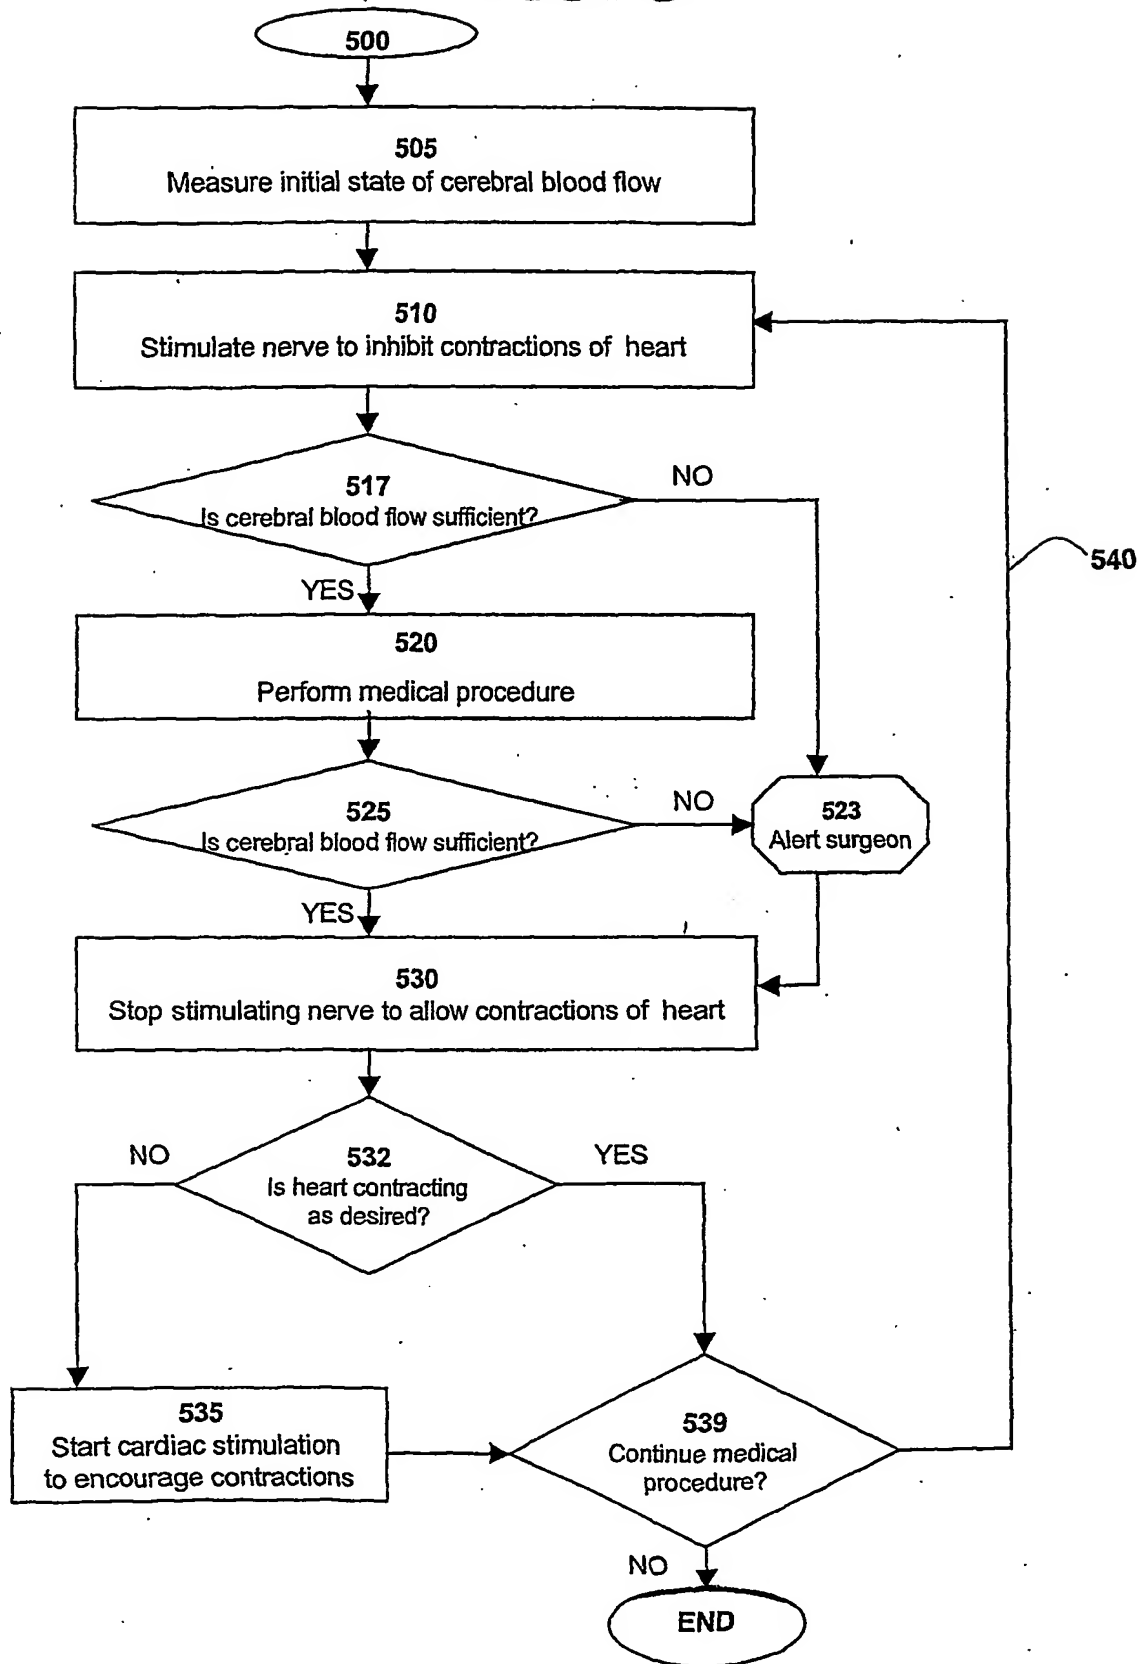 500
505
Measure initial state of cerebral blood flow
510
Stimulate nerve to inhibit contractions of heart
517
Is cerebral blood flow sufficient?
NO
540
YES
520
Perform medical procedure
525
Is cerebral blood flow sufficient?
NO
523
Alert surgeon
YES
530
Stop stimulating nerve to allow contractions of heart
NO
532
Is heart contracting
as desired?
YES
535
Start cardiac stimulation
to encourage contractions
539
Continue medical
procedure?
NO
END